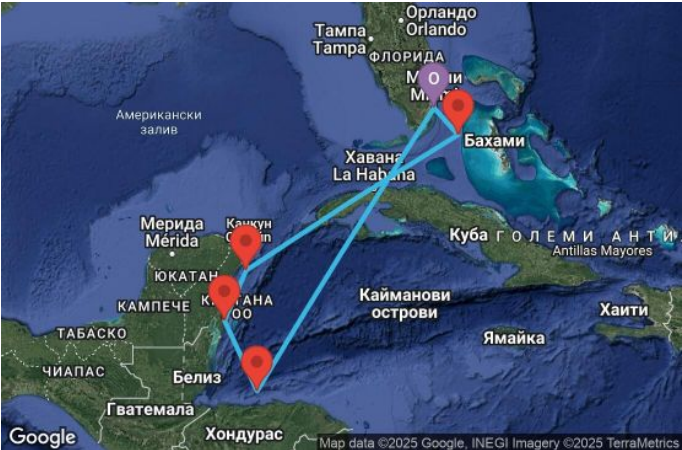 Орландо
Orlando
Тампа
Tampa
ФЛОРИДА
O
Американски
залив
Бахами
Хавана
La Habana
Мерида
Mérida
Канкун
Куба
ГОЛЕМИ АНТИ
Antillas Mayores
ЮКАТАН
КАМПЕЧЕ
Кайманови
острови
Хаити
ТАБАСКО
Ямайка
ЧИАПАС
Белиз
Гватемала
Хондурас
Google
Map data ©2025 Google, INEGI Imagery ©2025 TerraMetrics